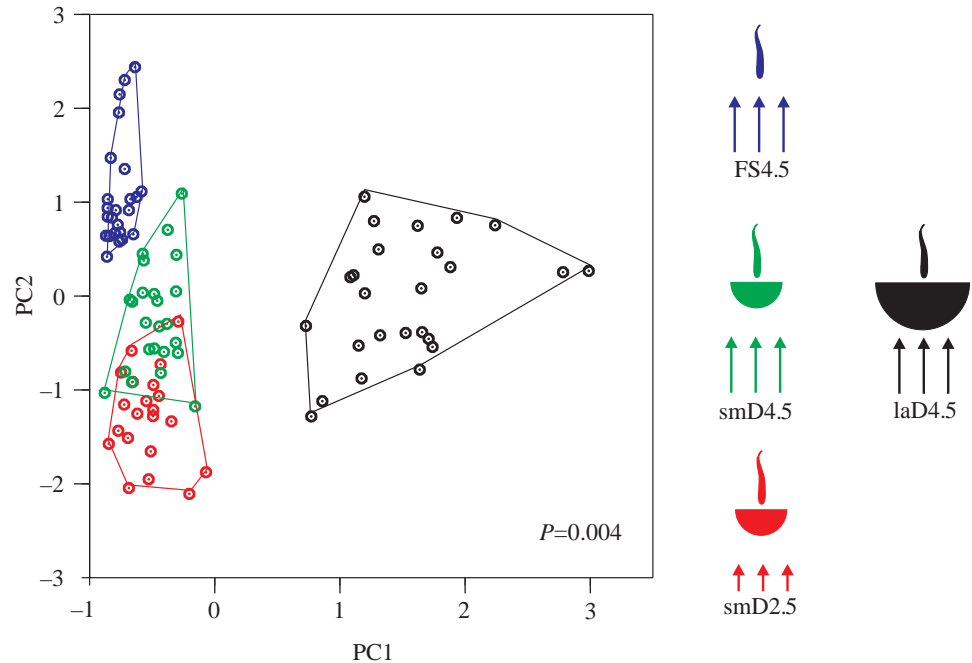 3
2
1
0
–1
–2
–3
PC2
–1
0
1
2
3
PC1
P=0.004
FS4.5
smD4.5
laD4.5
smD2.5